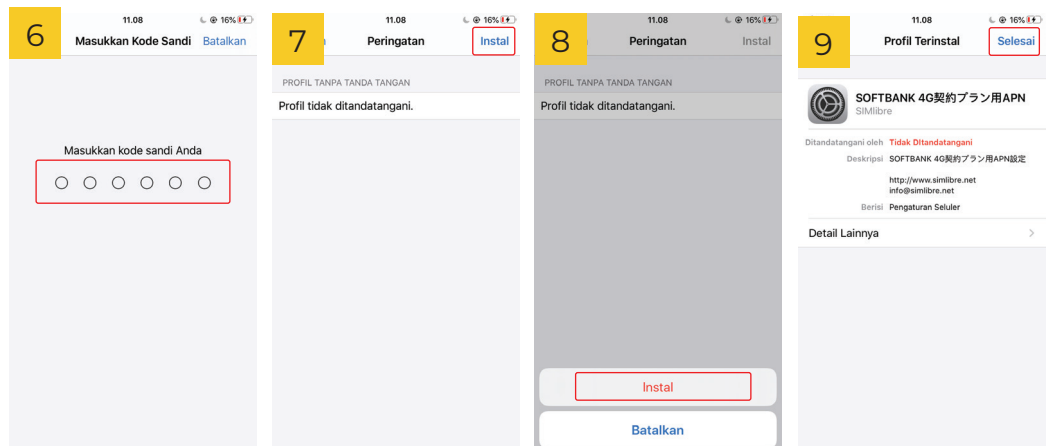 6
11.08
16%
Masukkan Kode Sandi
Batalkan
Masukkan kode sandi Anda
7
11.08
16%
Peringatan
Instal
PROFIL TANPA TANDA TANGAN
Profil tidak ditandatangani.
8
11.08
16%
Peringatan
Instal
PROFIL TANPA TANDA TANGAN
Profil tidak ditandatangani.
Instal
Batalkan
9
11.08
16%
Profil Terinstal
Selesai
SOFTBANK 4G契約プラン用APN
SIMlibre
Ditandatangani oleh Tidak DItandatangani
Deskripsi SOFTBANK 4G契約プラン用APN設定
http://www.simlibre.net
info@simlibre.net
Berisi Pengaturan Seluler
Detail Lainnya